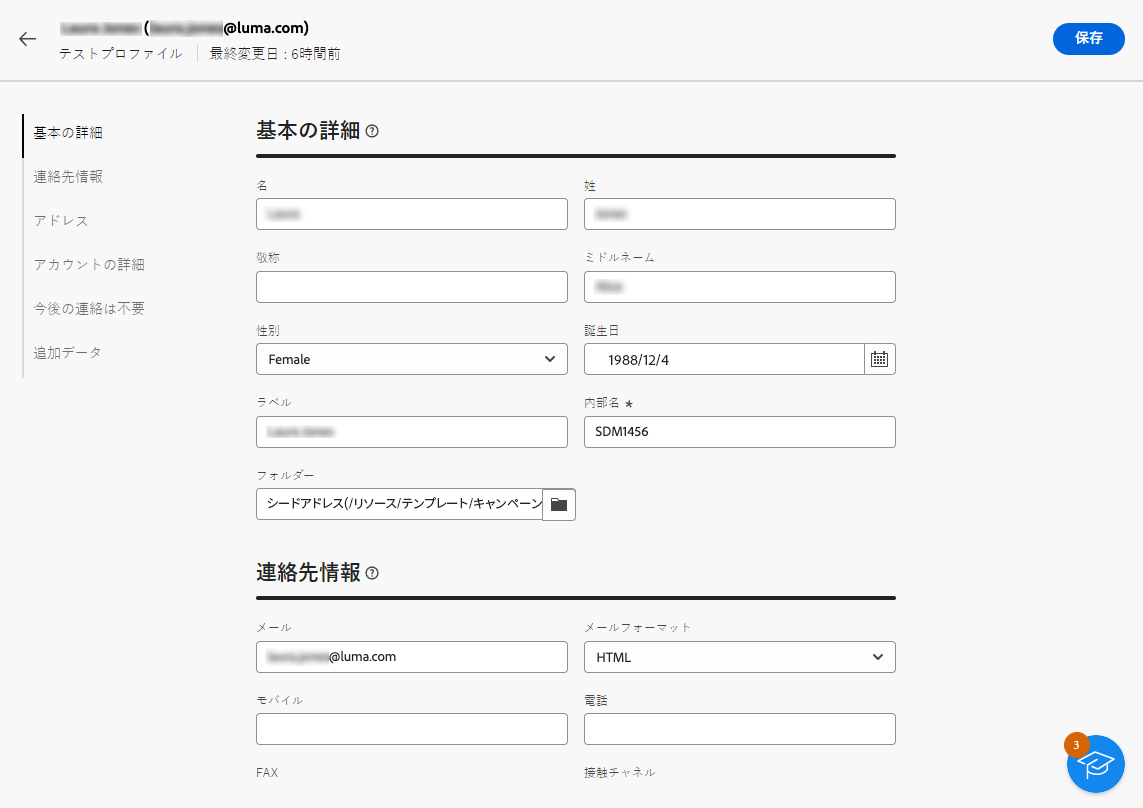 (@luma.com)
テストプロファイル 最終変更日 : 6時間前
保存
基本の詳細
連絡先情報
アドレス
アカウントの詳細
今後の連絡は不要
追加データ
基本の詳細
名 姓
敬称 ミドルネーム
性別 誕生日
Female 1988/12/4
ラベル 内部名 *
SDM1456
フォルダー
シードアドレス(/リソース/テンプレート/キャンペーン
連絡先情報
メール メールフォーマット
@luma.com HTML
モバイル 電話
FAX 接触チャネル
3